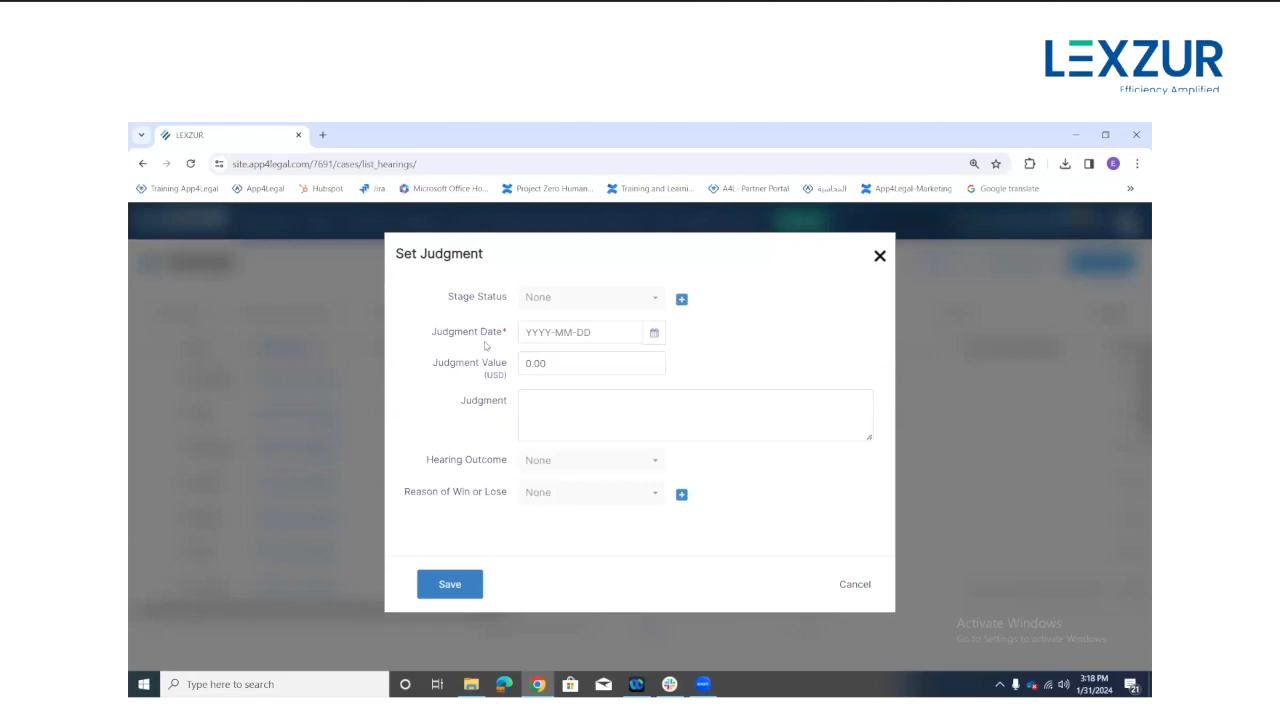 LEXZUR
Efficiency Amplified
LEXZUR
site.app4legal.com/7691/cases/list_hearings/
E
Training App4Legal App4Legal Hubspot Jira Microsoft Office Ho... Project Zero Human... Training and Learni... A4L - Partner Portal المحاسبية App4Legal-Marketing Google translate »
Set Judgment
Stage Status None
Judgment Date* YYYY-MM-DD
Judgment Value 0.00
(USD)
Judgment
Hearing Outcome None
Reason of Win or Lose None
Save Cancel
Activate Windows
Go to Settings to activate Windows.
Type here to search
3:18 PM
1/31/2024
21